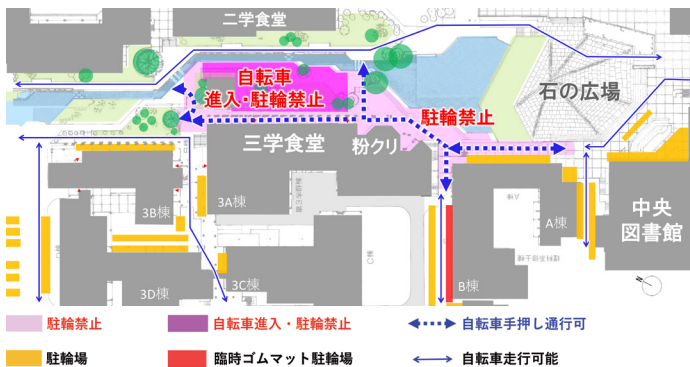 二学食堂
自転車
進入・駐輪禁止
駐輪禁止
石の広場
三学食堂
粉クリ
3A棟
3B棟
A棟
中央
図書館
C棟
3C棟
3D棟
B棟
駐輪禁止
自転車進入・駐輪禁止
自転車手押し通行可
駐輪場
臨時ゴムマット駐輪場
自転車走行可能